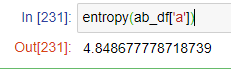 In [231]: entropy(ab_df['a'])
Out[231]: 4.848677778718739